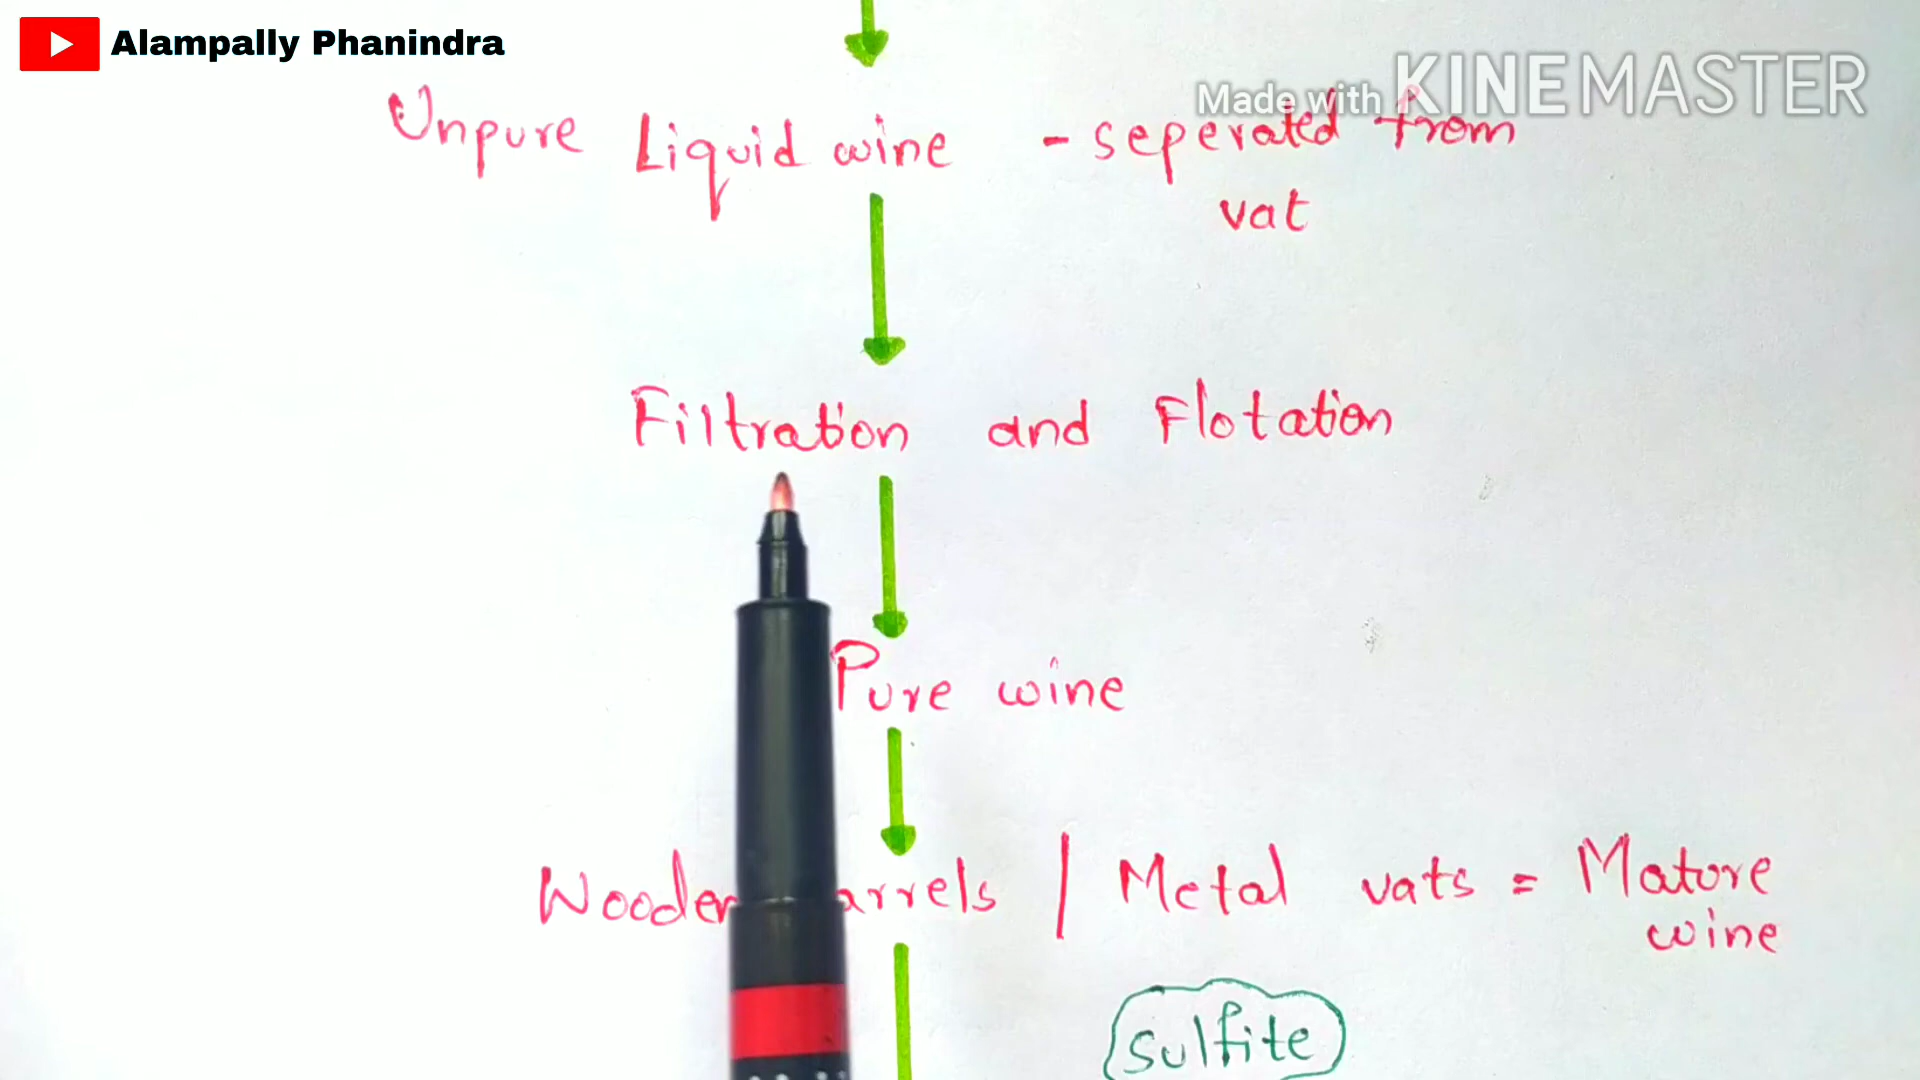 Alampally Phanindra
Made with KINEMASTER
Unpure Liquid wine - seperated from
vat
Filtration and Flotation
Pure wine
Wooden arrels / Metal vats = Mature
wine
sulfite